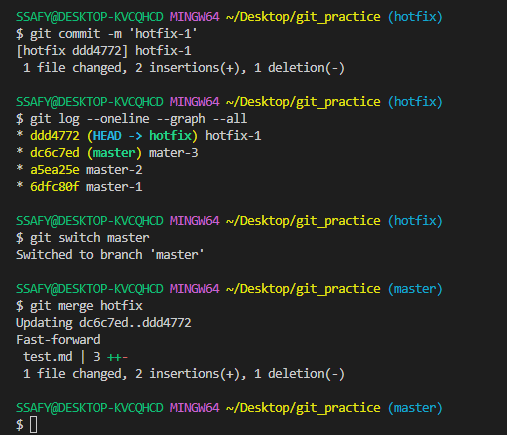 SSAFY@DESKTOP-KVCQHCD MINGW64 ~/Desktop/git_practice (hotfix)
$ git commit -m 'hotfix-1'
[hotfix ddd4772] hotfix-1
 1 file changed, 2 insertions(+), 1 deletion(-)

SSAFY@DESKTOP-KVCQHCD MINGW64 ~/Desktop/git_practice (hotfix)
$ git log --oneline --graph --all
* ddd4772 (HEAD -> hotfix) hotfix-1
* dc6c7ed (master) mater-3
* a5ea25e master-2
* 6dfc80f master-1

SSAFY@DESKTOP-KVCQHCD MINGW64 ~/Desktop/git_practice (hotfix)
$ git switch master
Switched to branch 'master'

SSAFY@DESKTOP-KVCQHCD MINGW64 ~/Desktop/git_practice (master)
$ git merge hotfix
Updating dc6c7ed..ddd4772
Fast-forward
 test.md | 3 ++-
 1 file changed, 2 insertions(+), 1 deletion(-)

SSAFY@DESKTOP-KVCQHCD MINGW64 ~/Desktop/git_practice (master)
$